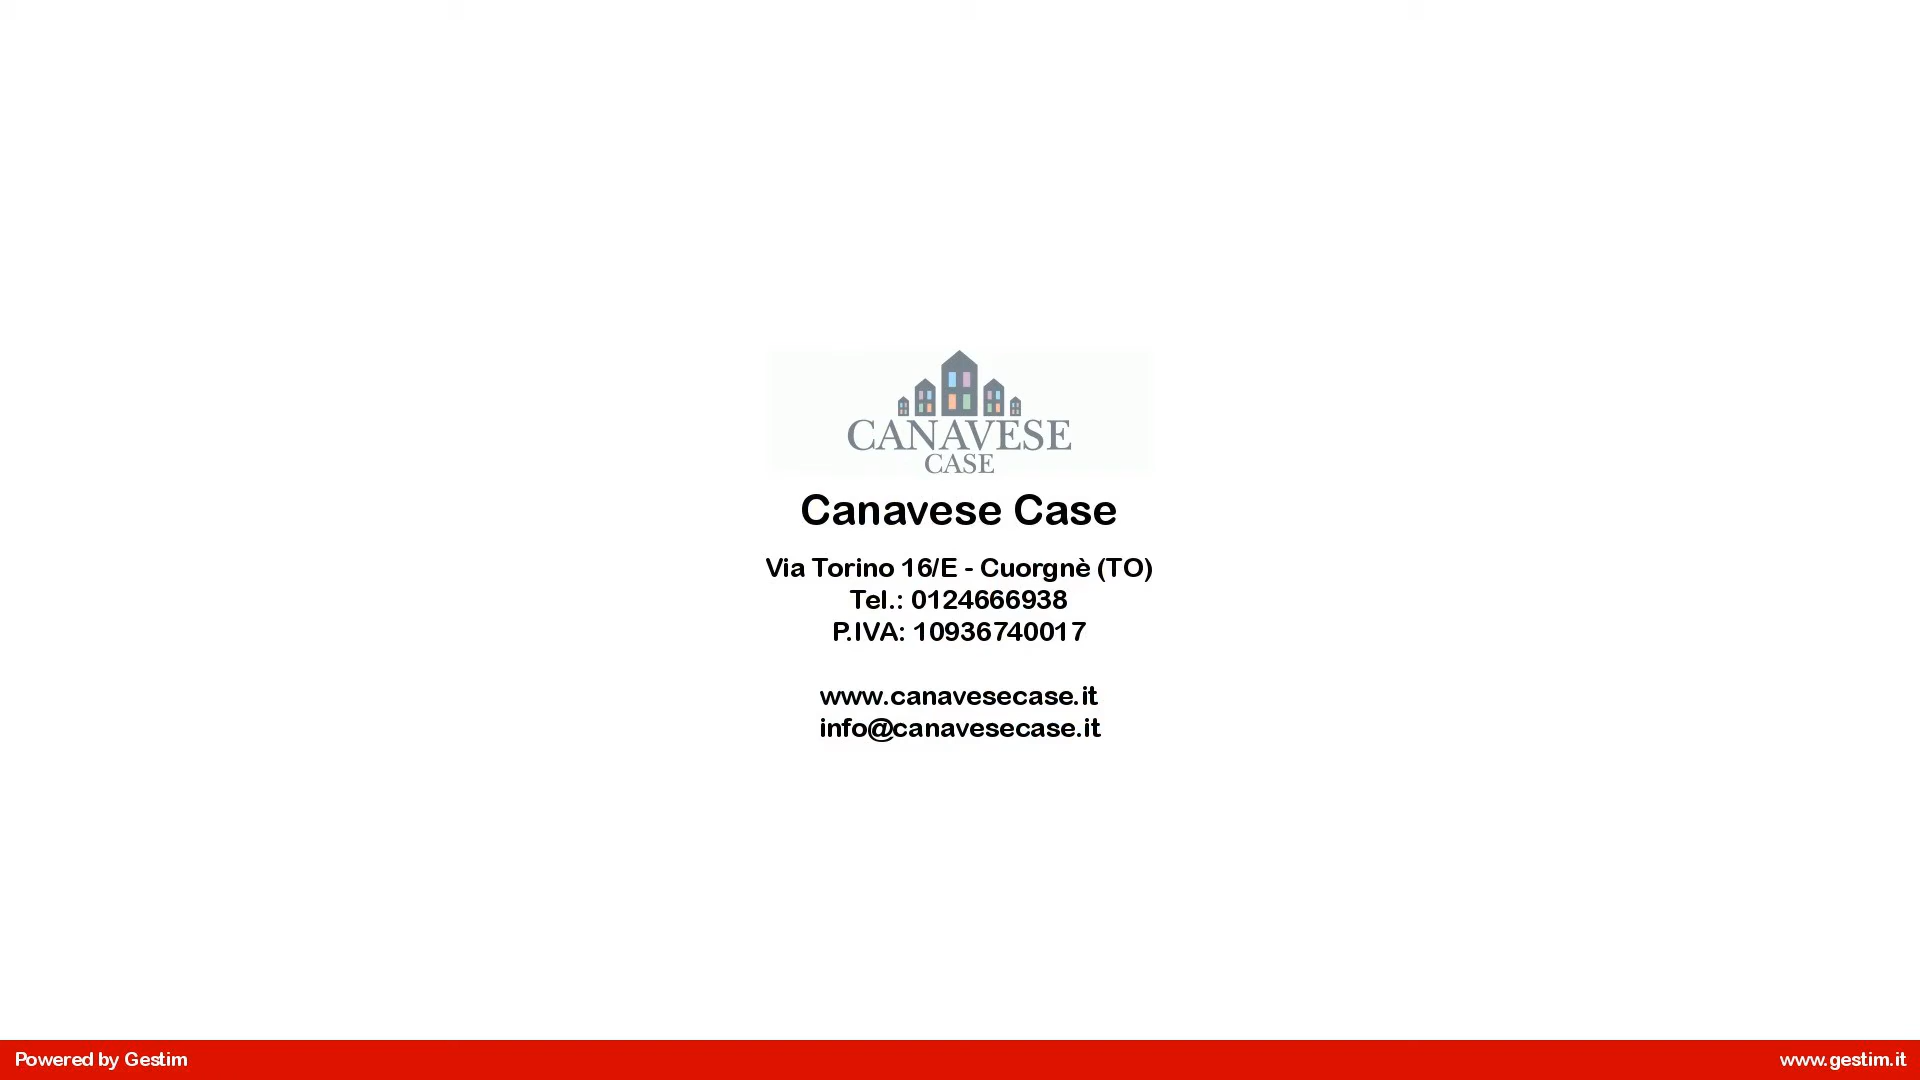 CANAVESE
CASE
Canavese Case
Via Torino 16/E - Cuorgnè (TO)
Tel.: 0124666938
P.IVA: 10936740017
www.canavesecase.it
info@canavesecase.it
Powered by Gestim
www.gestim.it